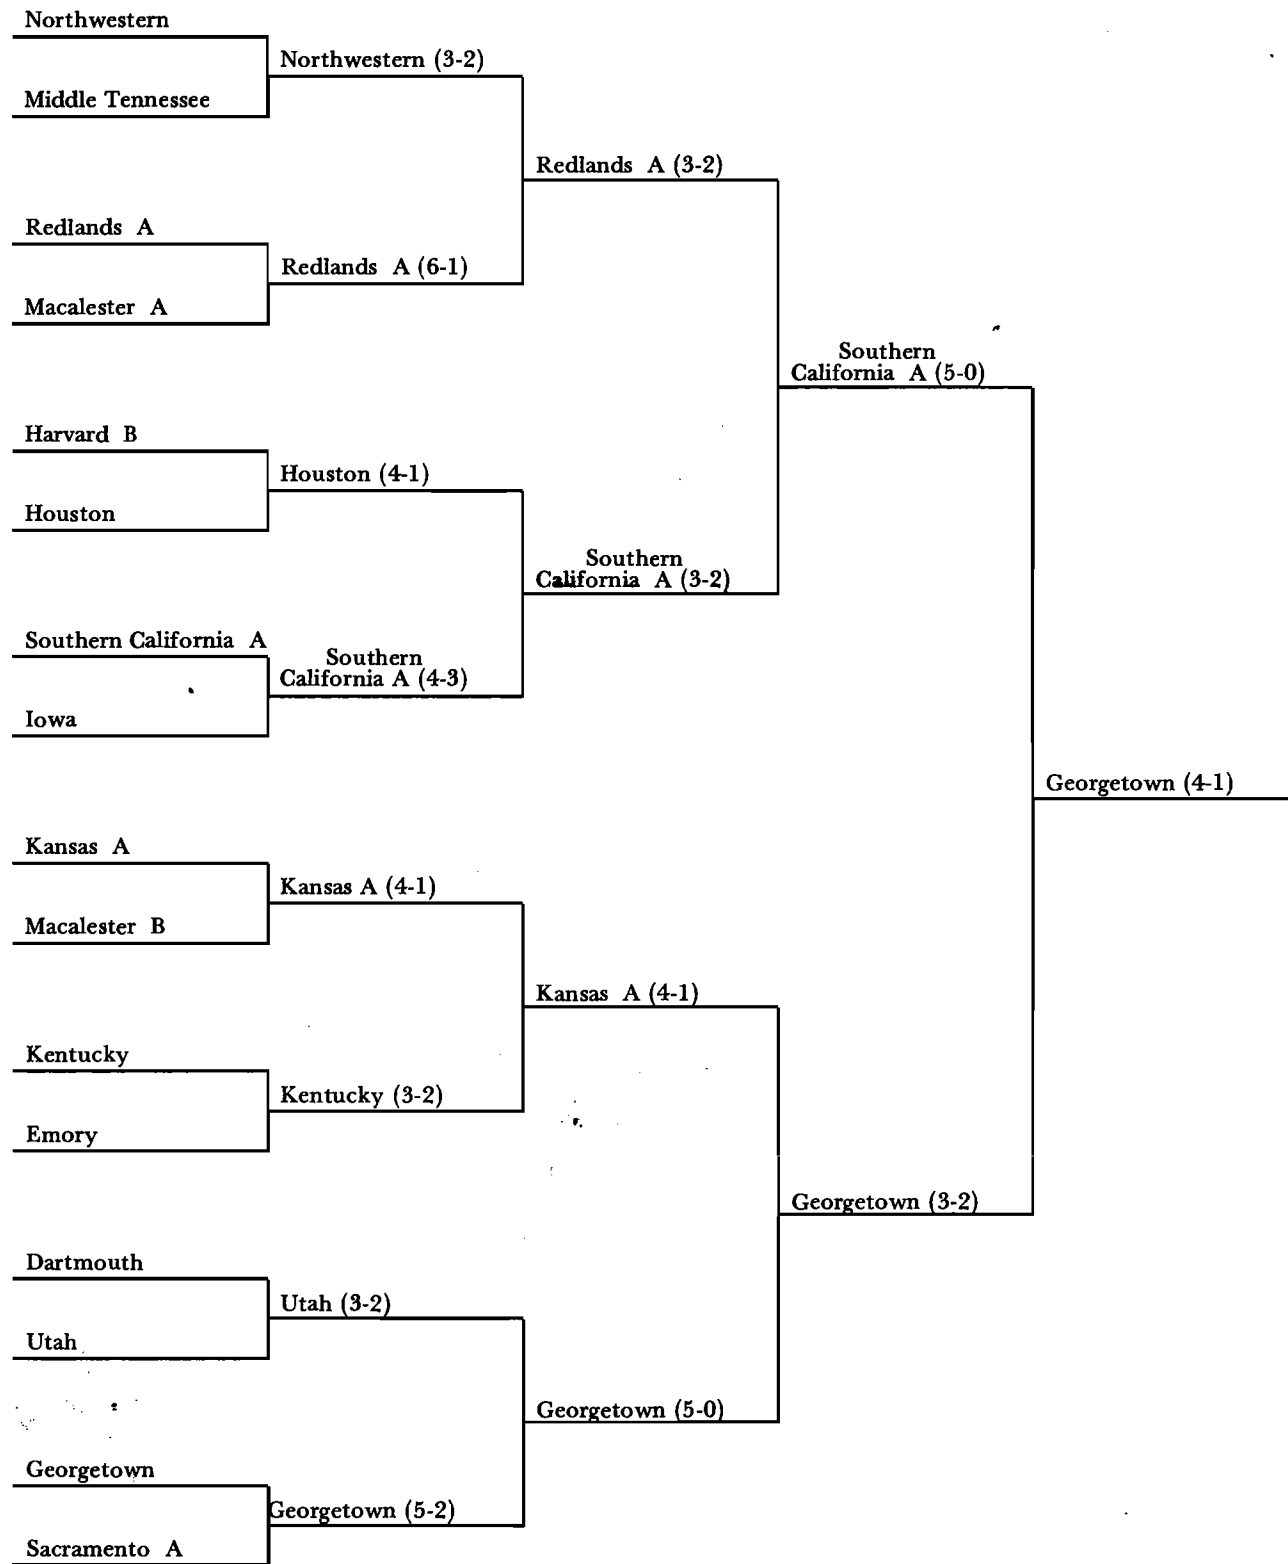 Northwestern
Northwestern (3-2)
Middle Tennessee
Redlands A (3-2)
Redlands A
Redlands A (6-1)
Macalester A
Southern
California A (5-0)
Harvard B
Houston (4-1)
Houston
Southern
California A (3-2)
Southern California A
Southern
California A (4-3)
Iowa
Georgetown (4-1)
Kansas A
Kansas A (4-1)
Macalester B
Kansas A (4-1)
Kentucky
Kentucky (3-2)
Emory
Georgetown (3-2)
Dartmouth
Utah (3-2)
Utah
Georgetown (5-0)
Georgetown
Georgetown (5-2)
Sacramento A